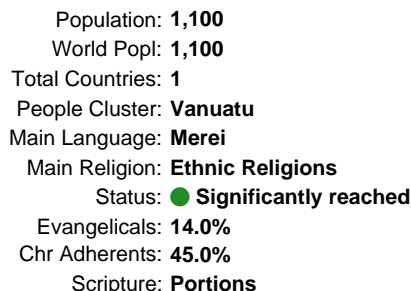 Population: 1,100
World Popl: 1,100
Total Countries: 1
People Cluster: Vanuatu
Main Language: Merei
Main Religion: Ethnic Religions
Status: Significantly reached
Evangelicals: 14.0%
Chr Adherents: 45.0%
Scripture: Portions